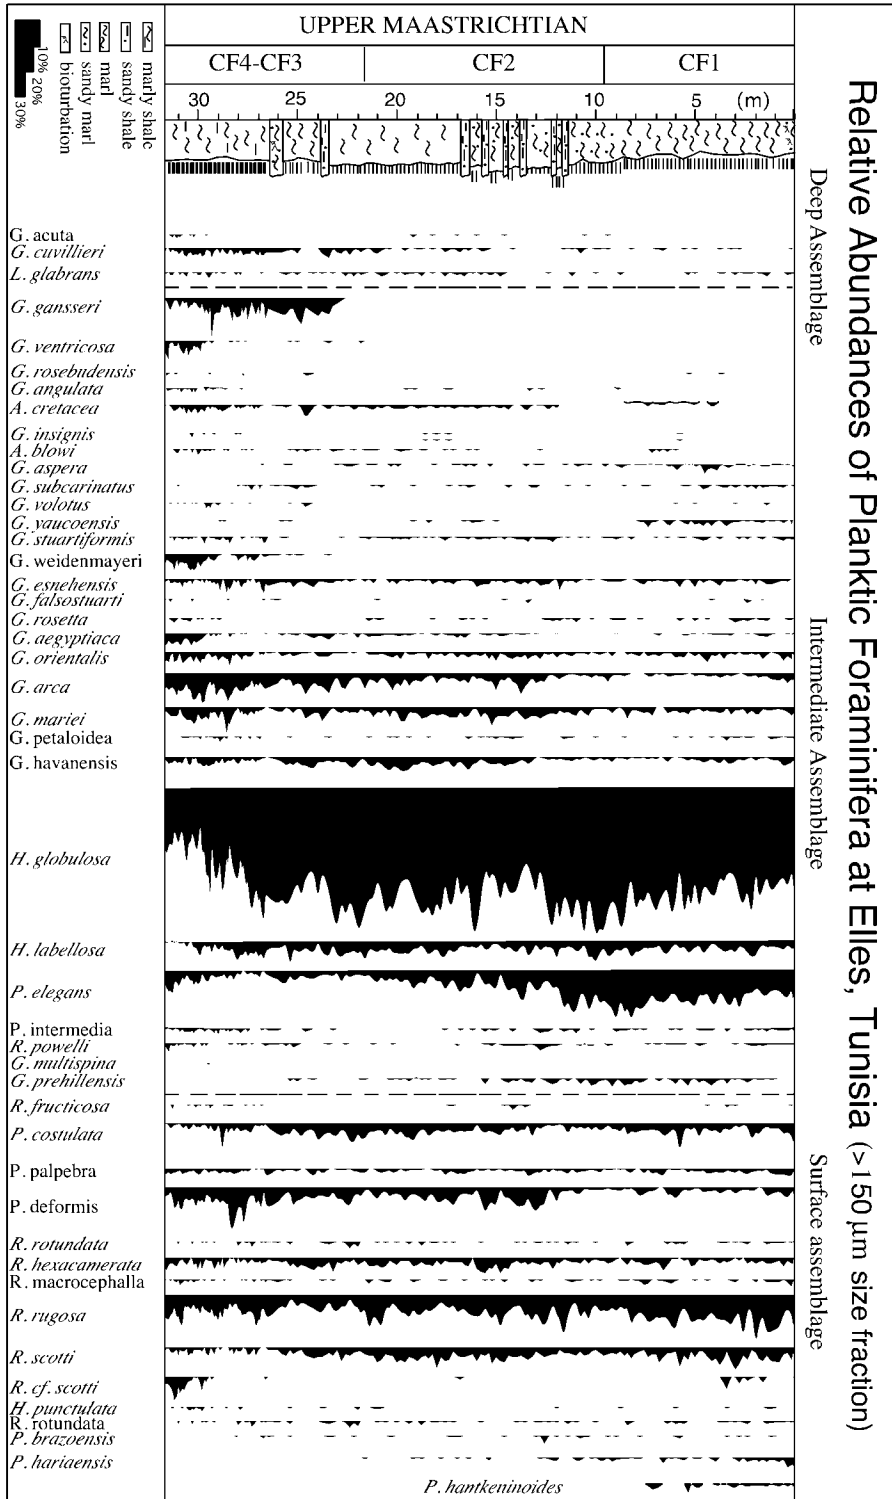 Relative Abundances of Planktic Foraminifera at Elles, Tunisia (>150 µm size fraction)
UPPER MAASTRICHTIAN
CF4-CF3
CF2
CF1
30
25
20
15
10
5
(m)
marly shale
sandy shale
marl
sandy marl
bioturbation
10%
20%
30%
Deep Assemblage
Intermediate Assemblage
Surface assemblage
G. acuta
G. cuvillieri
L. glabrans
G. gansseri
G. ventricosa
G. rosebudensis
G. angulata
A. cretacea
G. insignis
A. blowi
G. aspera
G. subcarinatus
G. volotus
G. yaucoensis
G. stuartiformis
G. weidenmayeri
G. esnehensis
G. falsostuarti
G. rosetta
G. aegyptiaca
G. orientalis
G. arca
G. mariei
G. petaloidea
G. havanensis
H. globulosa
H. labellosa
P. elegans
P. intermedia
R. powelli
G. multispina
G. prehillensis
R. fructicosa
P. costulata
P. palpebra
P. deformis
R. rotundata
R. hexacamerata
R. macrocephalla
R. rugosa
R. scotti
R. cf. scotti
H. punctulata
R. rotundata
P. brazoensis
P. hariaensis
P. hantkeninoides